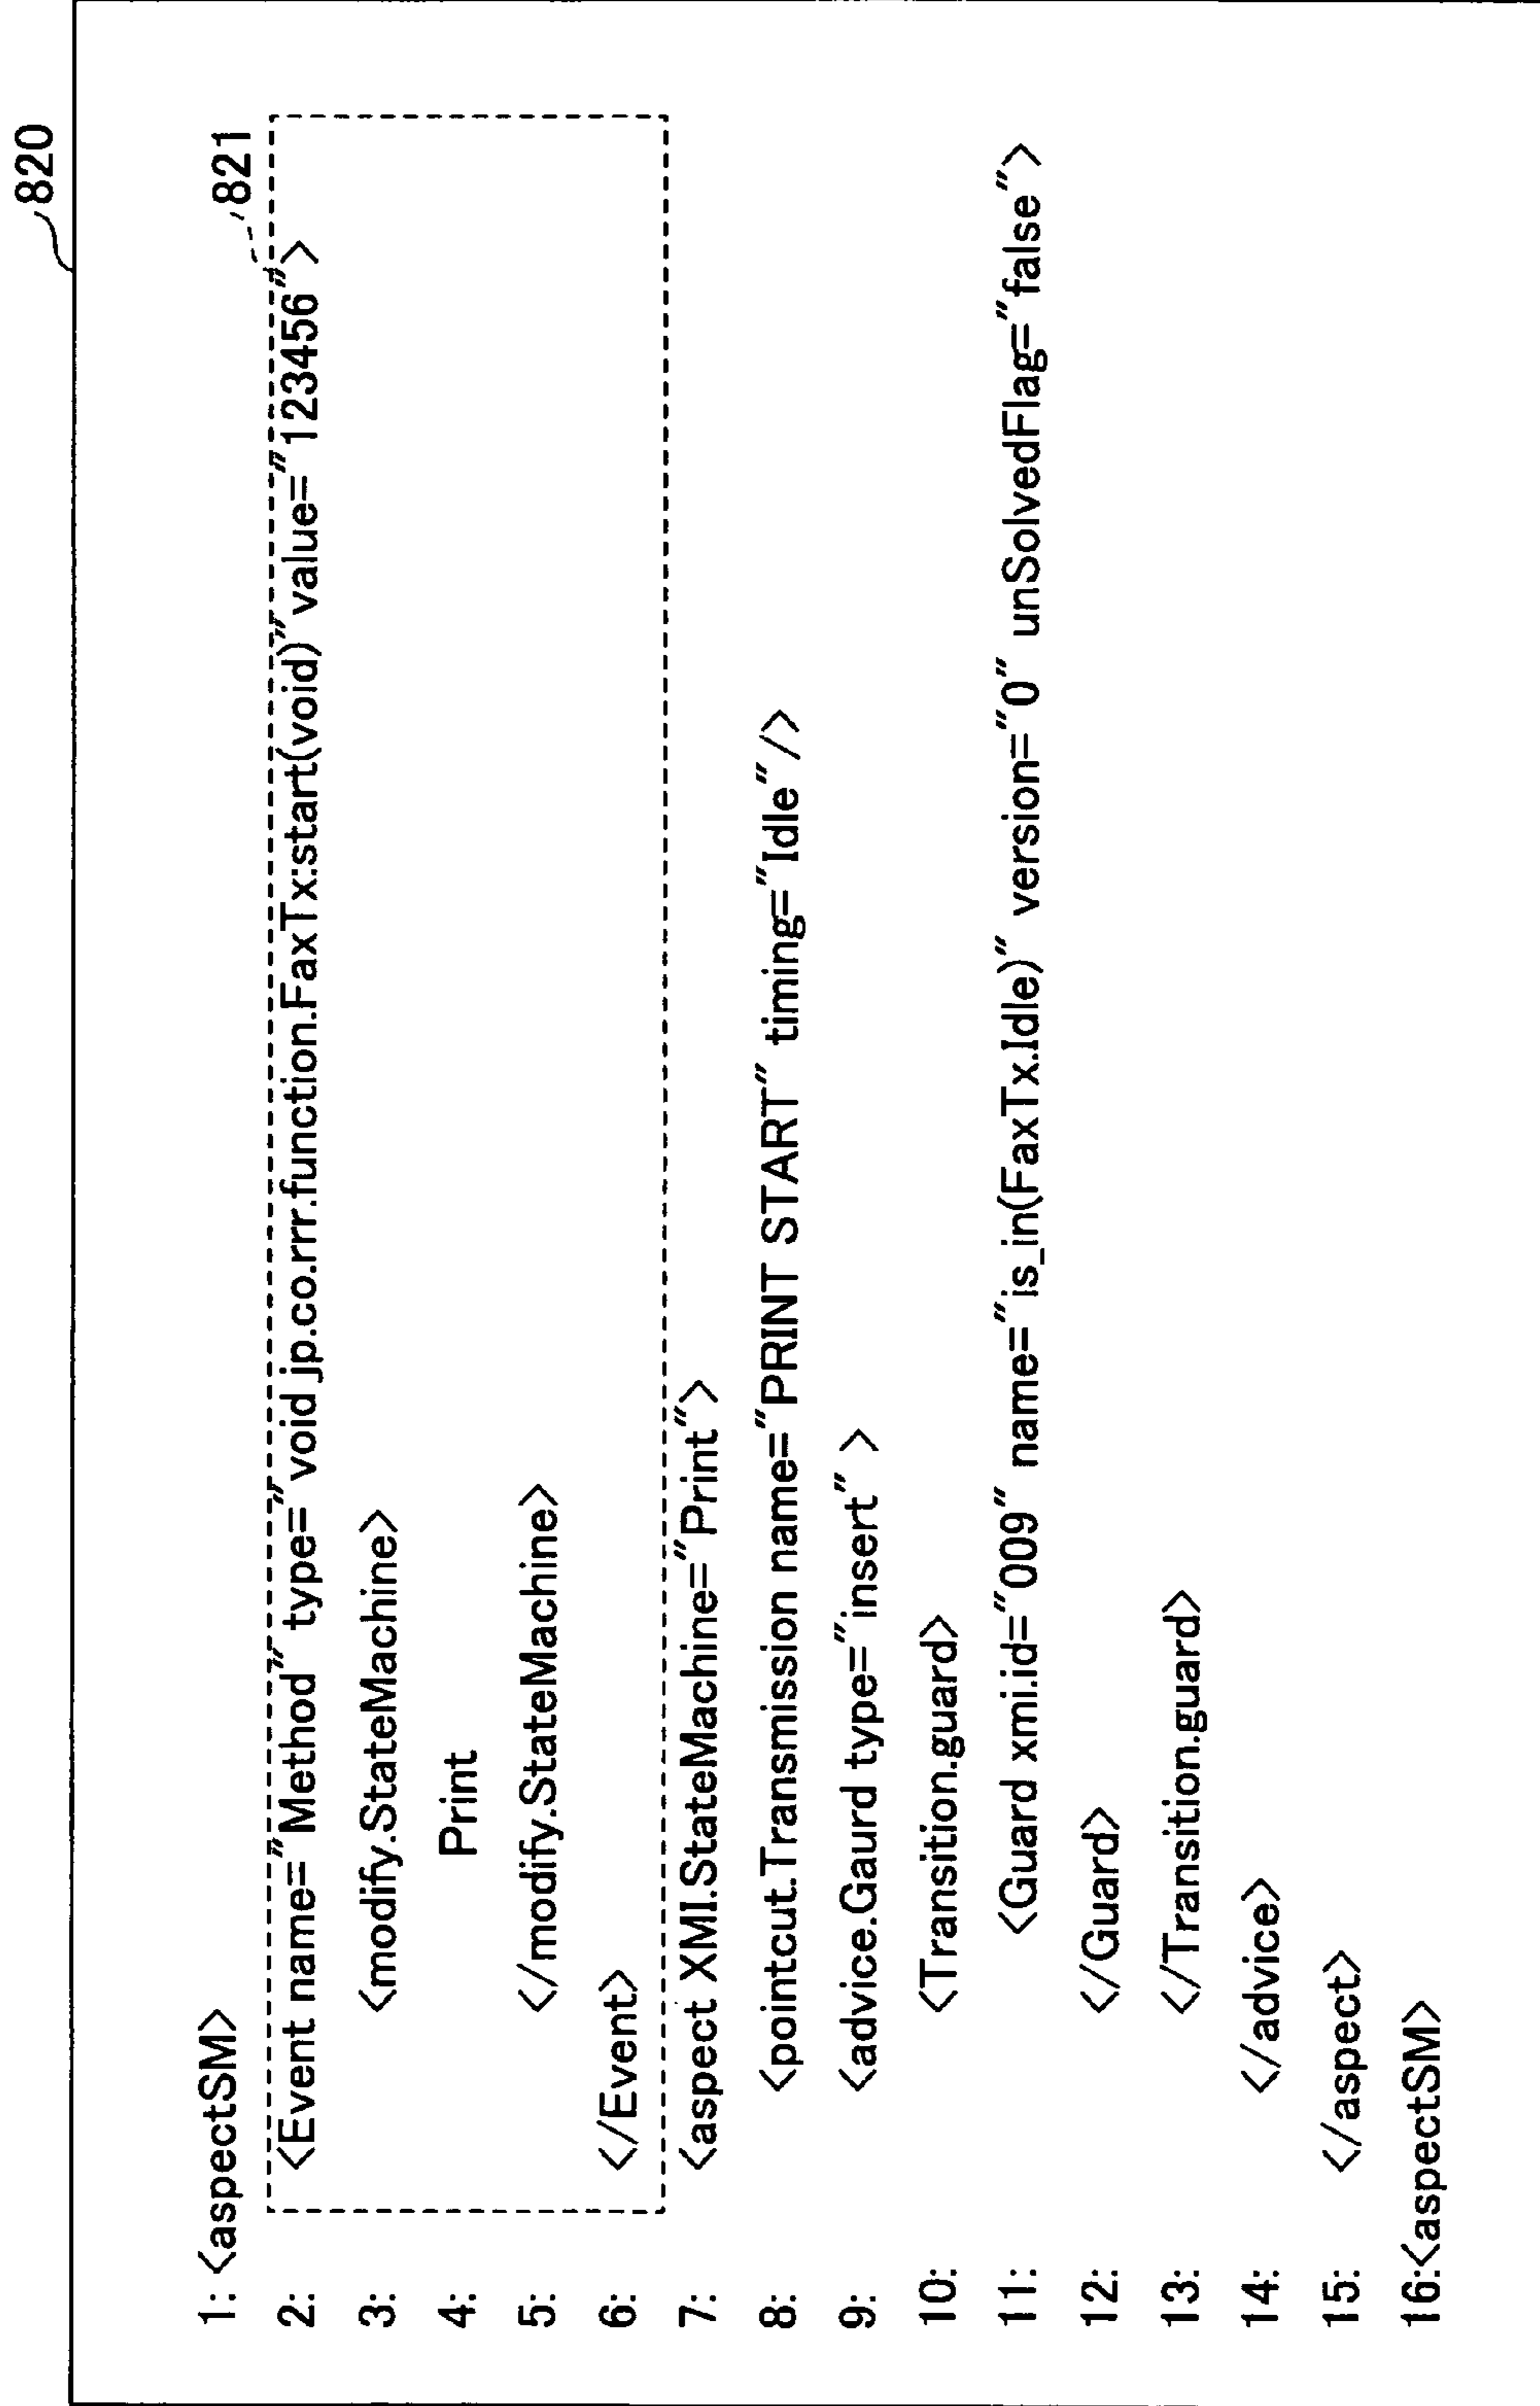 820
821
1: <aspectSM>
2: <Event name="Method" type="void jp.co.rrr.function.FaxTx:start(void)" value="123456">
3: <modify.StateMachine>
4: Print
5: </modify.StateMachine>
6: </Event>
7: <aspect XMI.StateMachine="Print">
8: <pointcut.Transmission name="PRINT START" timing="Idle"/>
9: <advice.Gaurd type="insert" >
10: <Transition.guard>
11: <Guard xmi.id="009" name="is_in(FaxTx.Idle)" version="0" unSolvedFlag="false">
12: </Guard>
13: </Transition.guard>
14: </advice>
15: </aspect>
16:<aspectSM>